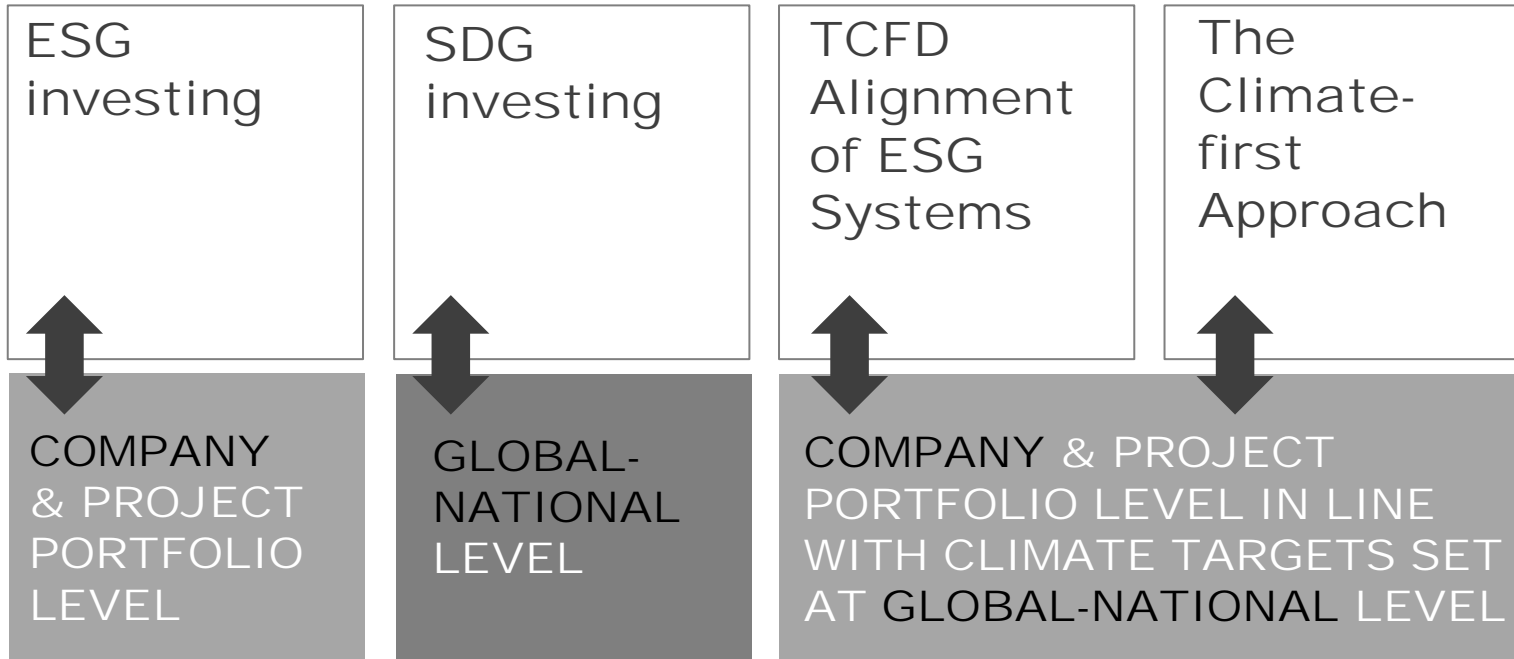 ESG
investing
SDG
investing
TCFD
Alignment
of ESG
Systems
The
Climate-
first
Approach
COMPANY
& PROJECT
PORTFOLIO
LEVEL
GLOBAL-
NATIONAL
LEVEL
COMPANY & PROJECT
PORTFOLIO LEVEL IN LINE
WITH CLIMATE TARGETS SET
AT GLOBAL-NATIONAL LEVEL